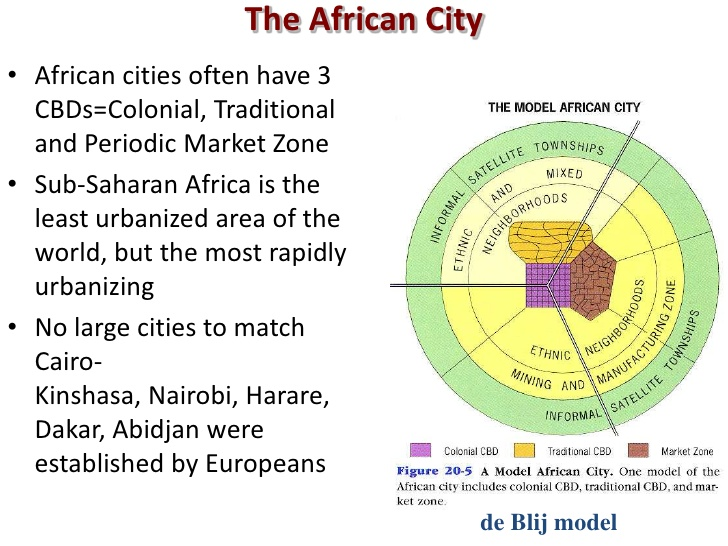 The African City
• African cities often have 3
CBDs=Colonial, Traditional
and Periodic Market Zone
• Sub-Saharan Africa is the
least urbanized area of the
world, but the most rapidly
urbanizing
• No large cities to match
Cairo-
Kinshasa, Nairobi, Harare,
Dakar, Abidjan were
established by Europeans
THE MODEL AFRICAN CITY
INFORMAL SATELLITE TOWNSHIPS
ETHNIC AND MIXED
NEIGHBORHOODS
ETHNIC NEIGHBORHOODS
MINING AND MANUFACTURING ZONE
INFORMAL SATELLITE TOWNSHIPS
Colonial CBD Traditional CBD Market Zone
Figure 20-5 A Model African City. One model of the
African city includes colonial CBD, traditional CBD, and mar-
ket zone.
de Blij model